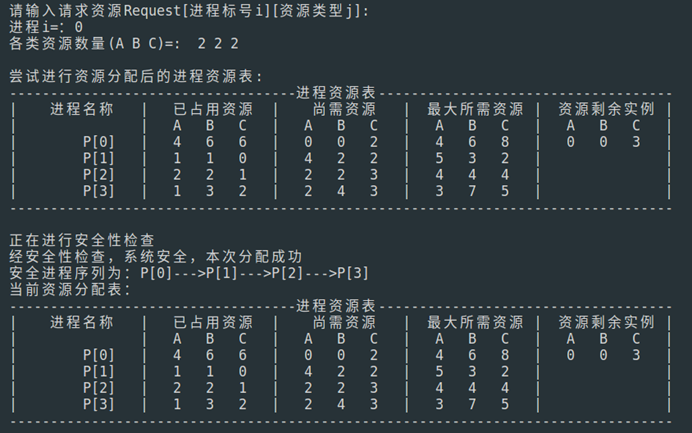 请输入请求资源Request[进程标号i][资源类型j]:
进程i=: 0
各类资源数量(A B C)=:  2 2 2
尝试进行资源分配后的进程资源表:
-----------------------------------进程资源表-----------------------------------
|    进程名称    |   已占用资源   |    尚需资源    |  最大所需资源  |  资源剩余实例  |
|                |   A   B   C    |   A   B   C    |   A   B   C    |   A   B   C    |
|        P[0]    |   4   6   6    |   0   0   2    |   4   6   8    |   0   0   3    |
|        P[1]    |   1   1   0    |   4   2   2    |   5   3   2    |                |
|        P[2]    |   2   2   1    |   2   2   3    |   4   4   4    |                |
|        P[3]    |   1   3   2    |   2   4   3    |   3   7   5    |                |
--------------------------------------------------------------------------------
正在进行安全性检查
经安全性检查，系统安全，本次分配成功
安全进程序列为: P[0]--->P[1]--->P[2]--->P[3]
当前资源分配表:
-----------------------------------进程资源表-----------------------------------
|    进程名称    |   已占用资源   |    尚需资源    |  最大所需资源  |  资源剩余实例  |
|                |   A   B   C    |   A   B   C    |   A   B   C    |   A   B   C    |
|        P[0]    |   4   6   6    |   0   0   2    |   4   6   8    |   0   0   3    |
|        P[1]    |   1   1   0    |   4   2   2    |   5   3   2    |                |
|        P[2]    |   2   2   1    |   2   2   3    |   4   4   4    |                |
|        P[3]    |   1   3   2    |   2   4   3    |   3   7   5    |                |
--------------------------------------------------------------------------------